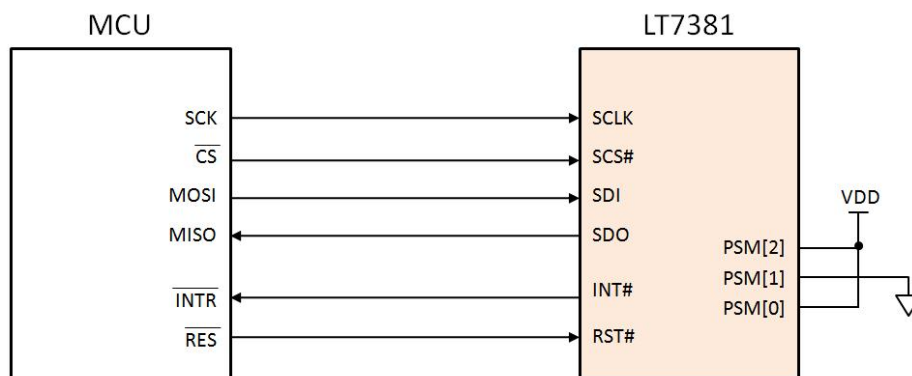 MCU
LT7381
SCK
SCLK
CS
SCS#
MOSI
SDI
MISO
SDO
VDD
PSM[2]
PSM[1]
INTR
INT#
PSM[0]
RES
RST#